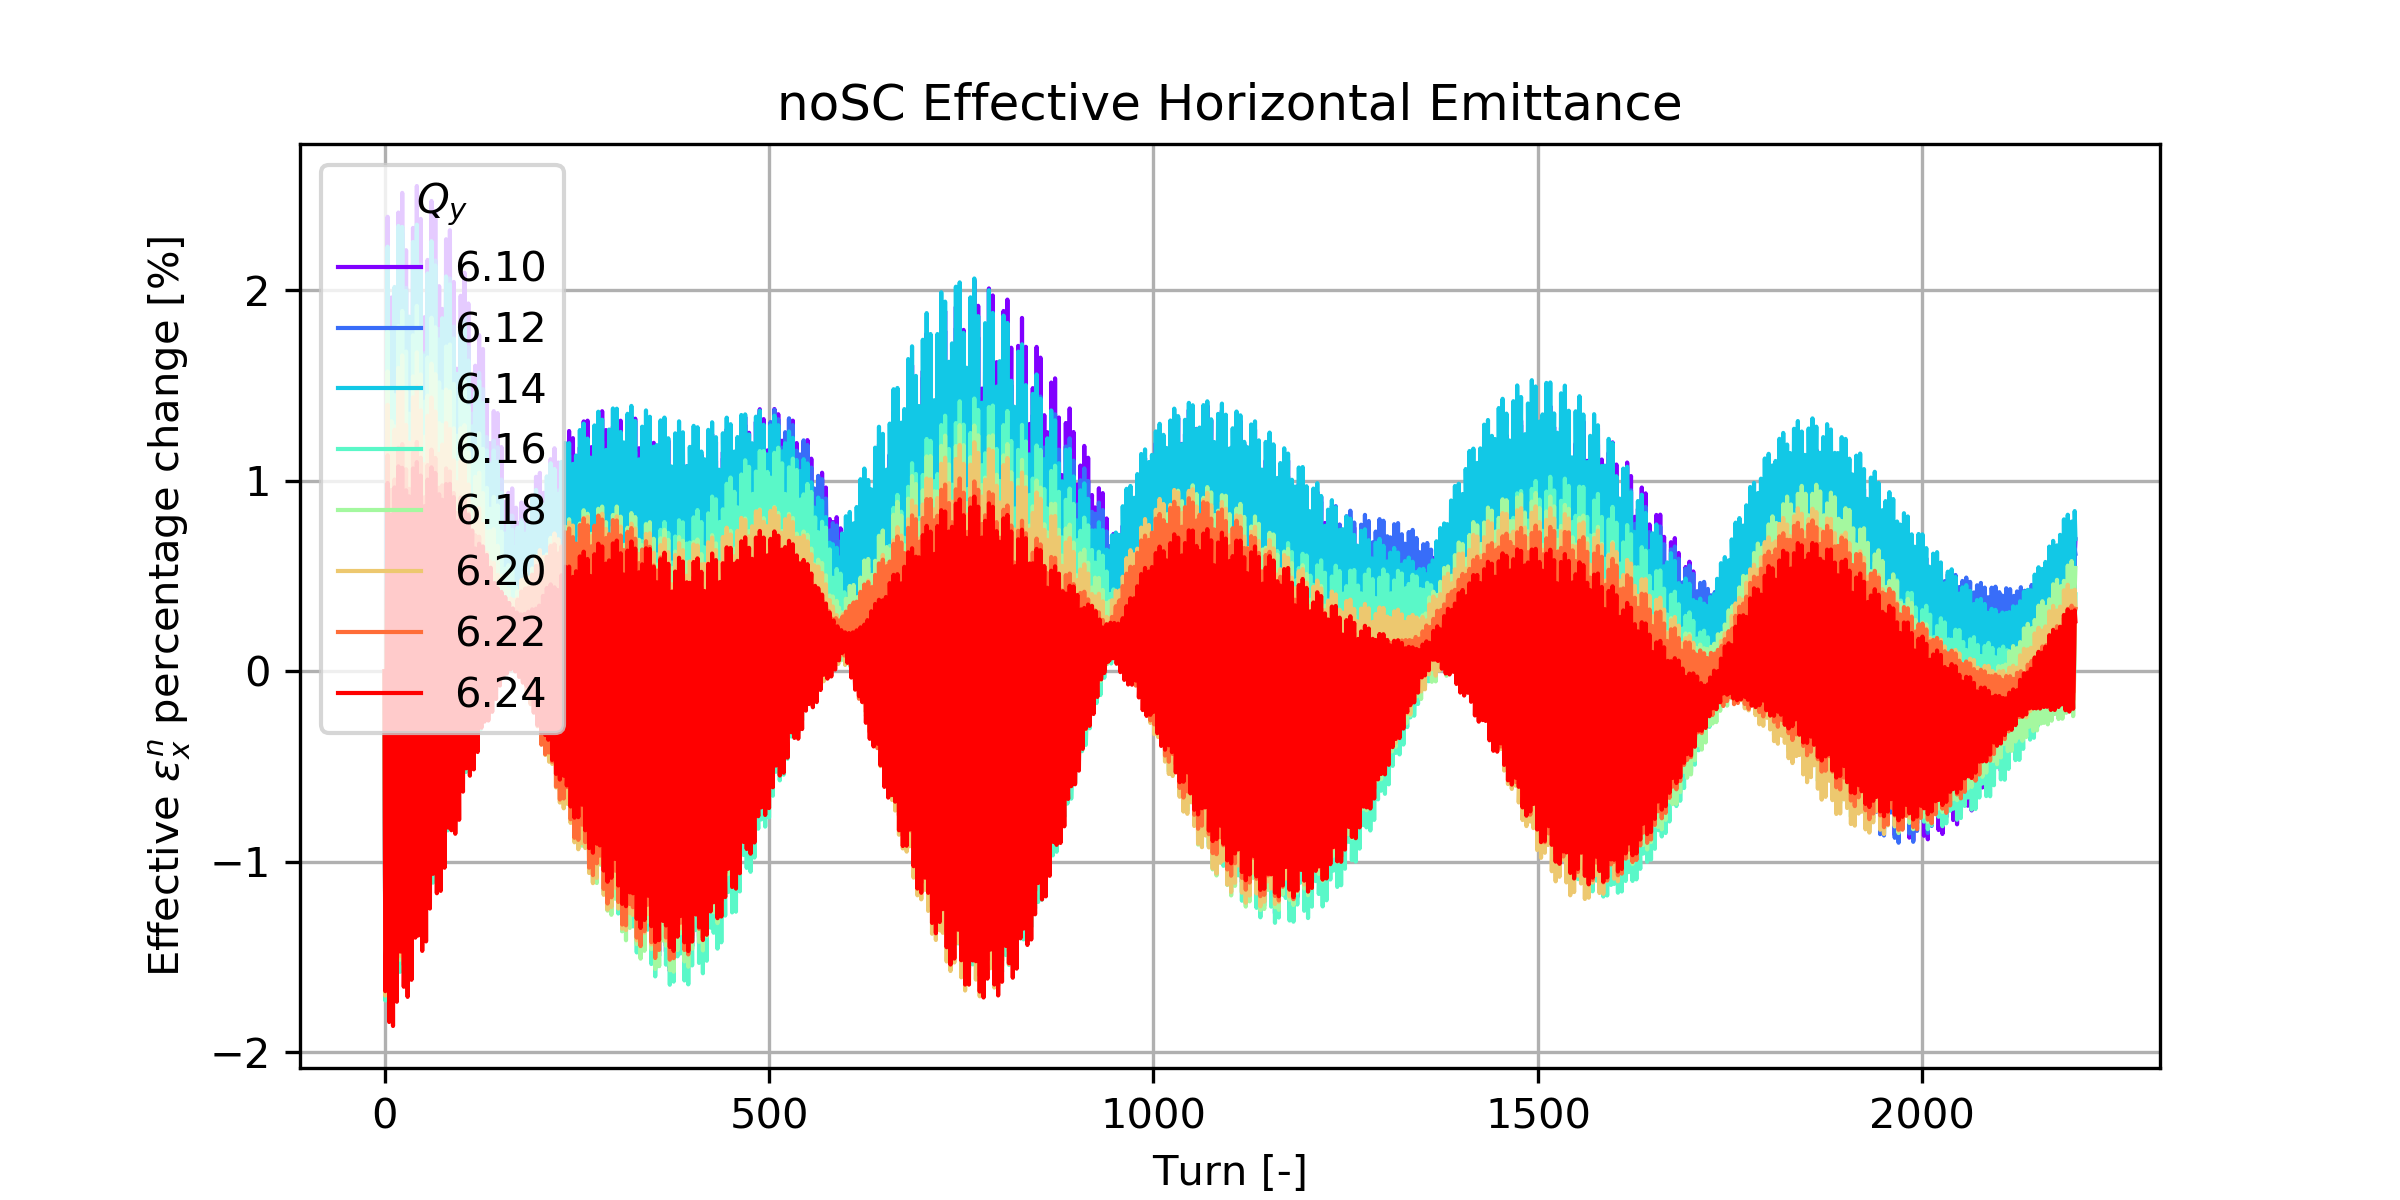 noSC Effective Horizontal Emittance
Effective εₓⁿ percentage change [%]
2
1
0
−1
−2
Q_y
6.10
6.12
6.14
6.16
6.18
6.20
6.22
6.24
0 500 1000 1500 2000
Turn [-]